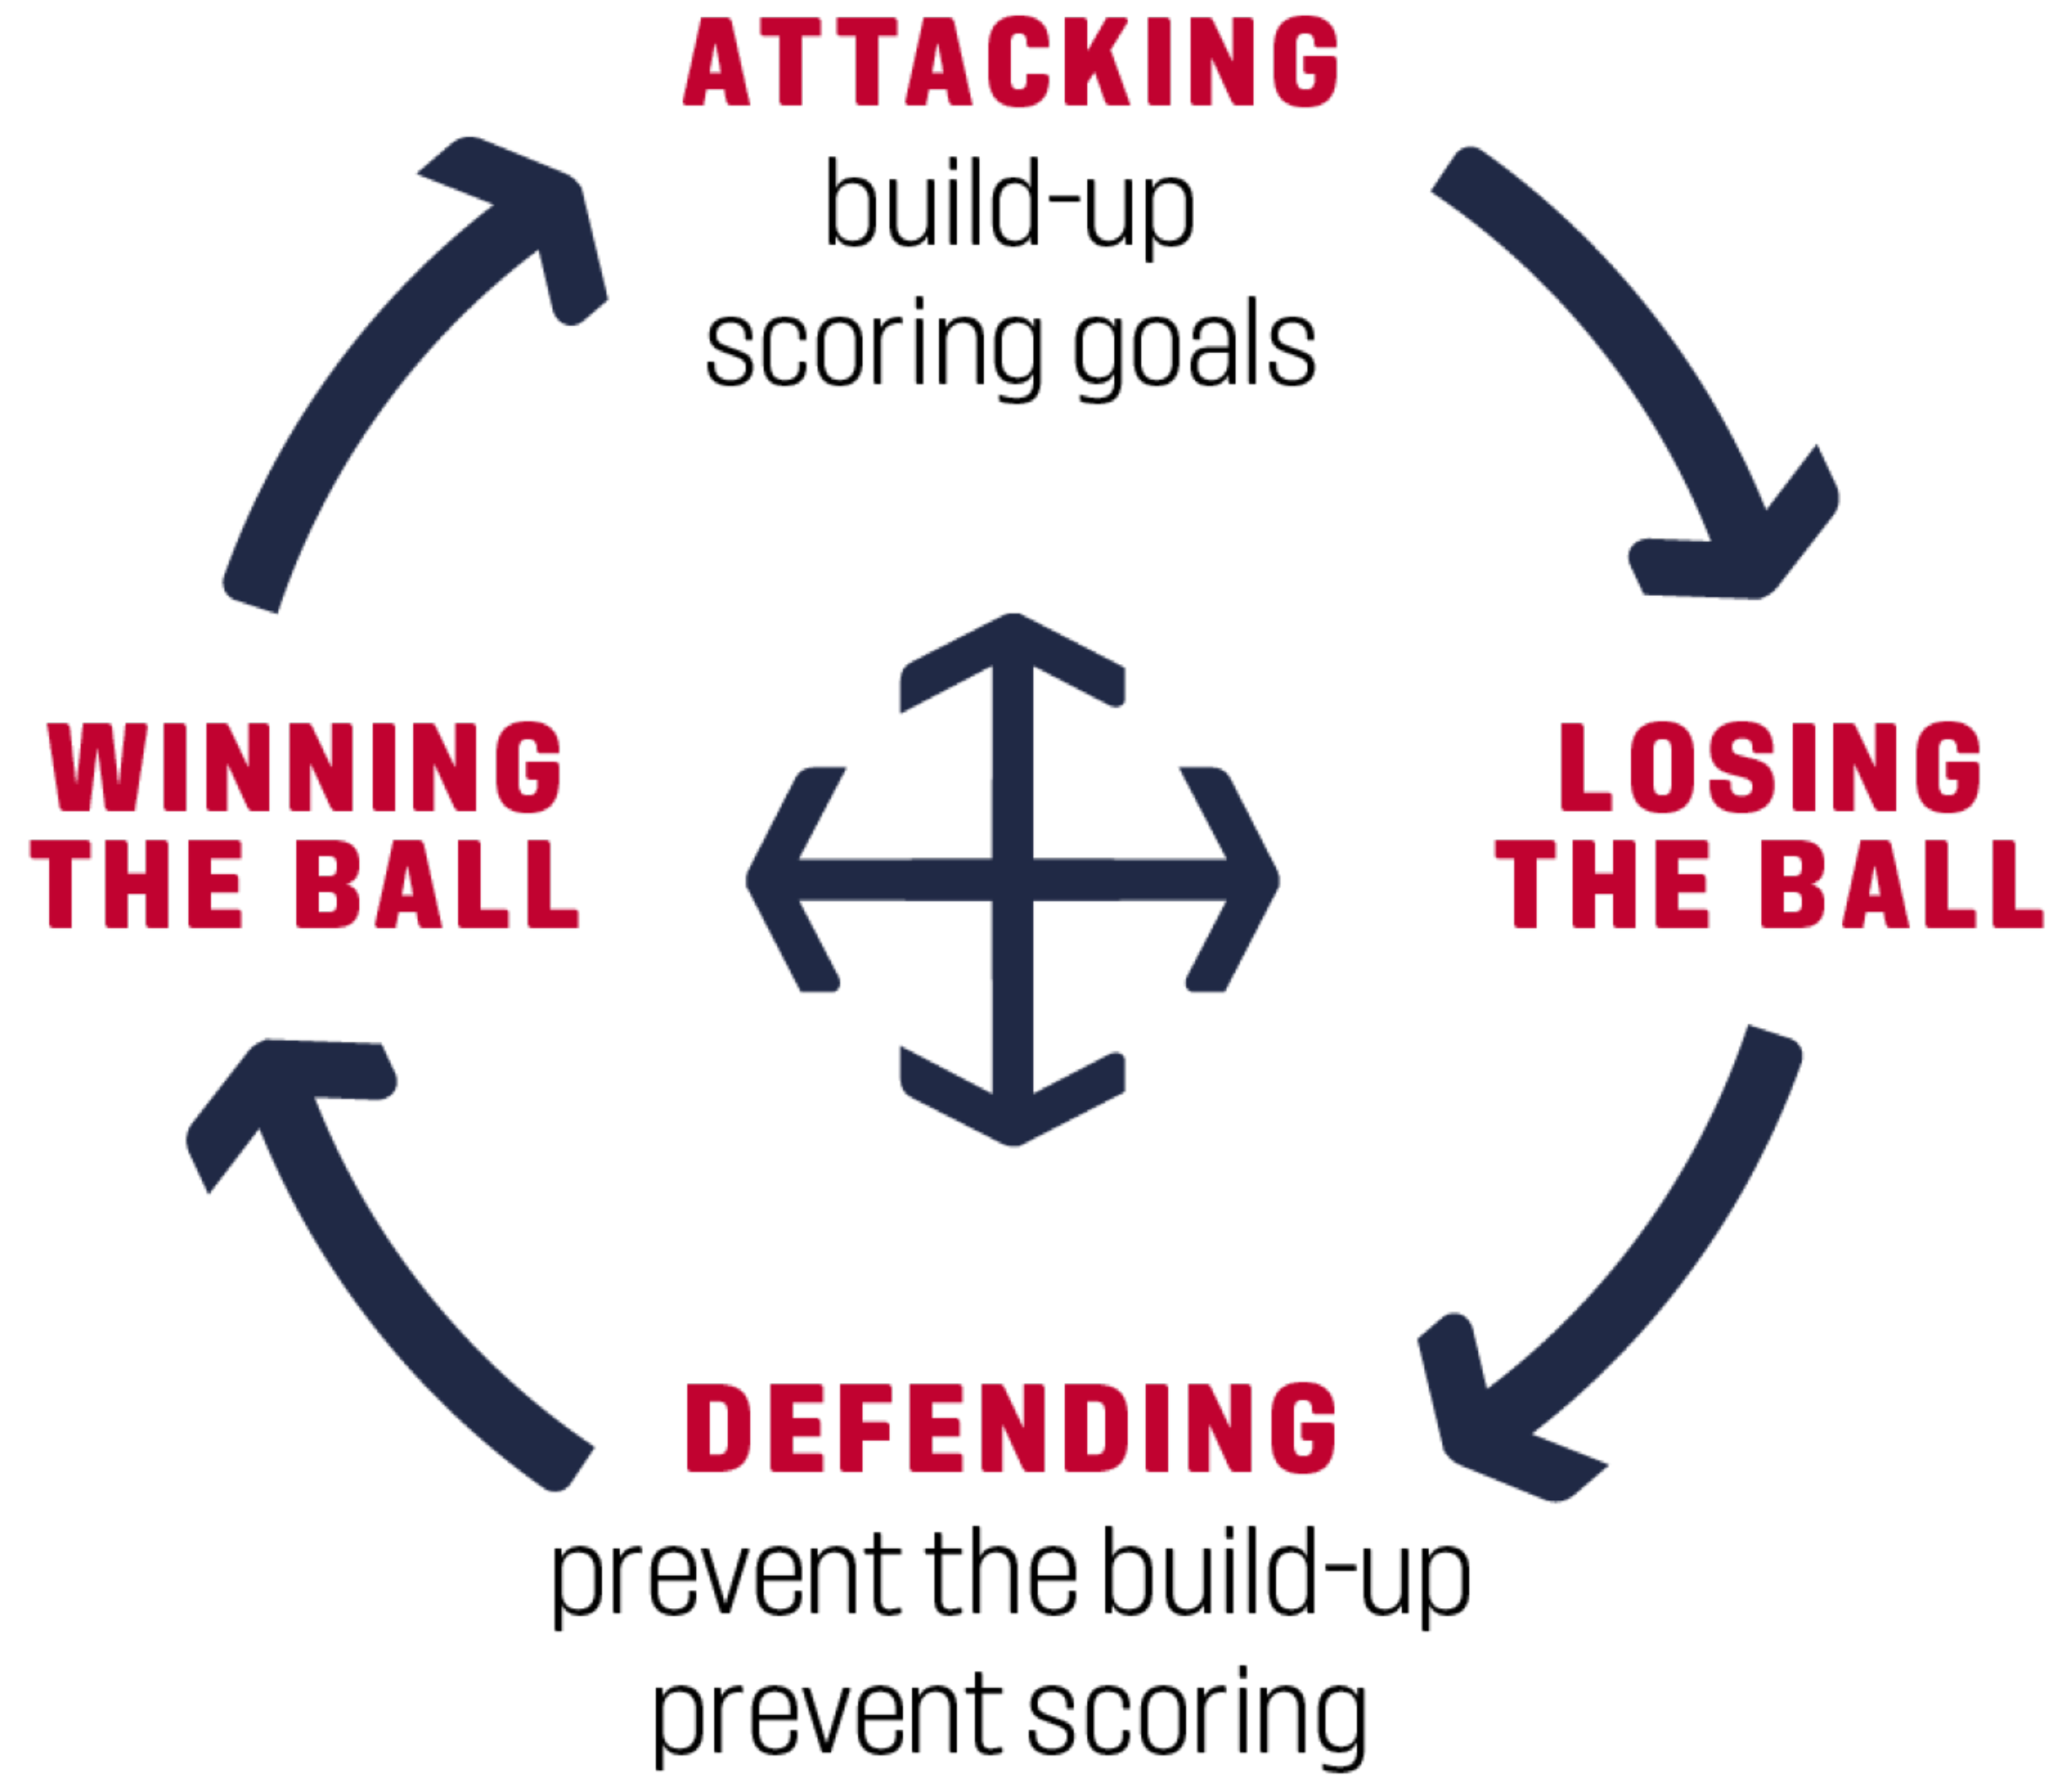 ATTACKING
build-up
scoring goals
WINNING
THE BALL
LOSING
THE BALL
DEFENDING
prevent the build-up
prevent scoring